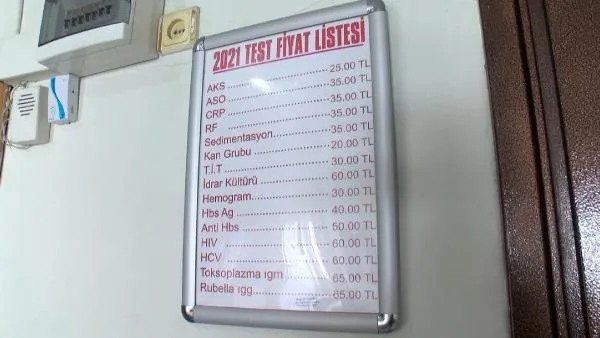 2021 TEST FİYAT LİSTESİ
AKS ........................ 25.00 TL
ASO ........................ 35.00 TL
CRP ........................ 35.00 TL
RF ........................ 35.00 TL
Sedimentasyon........................ 35.00 TL
Kan Grubu ........................ 20.00 TL
T.İ.T ........................ 30.00 TL
İdrar Kültürü ........................ 60.00 TL
Hemogram........................ 30.00 TL
Hbs Ag ........................ 40.00 TL
Anti Hbs ........................ 50.00 TL
HIV ........................ 60.00 TL
HCV ........................ 60.00 TL
Toksoplazma ıgm ........................ 65.00 TL
Rubella ıgg ........................ 65.00 TL